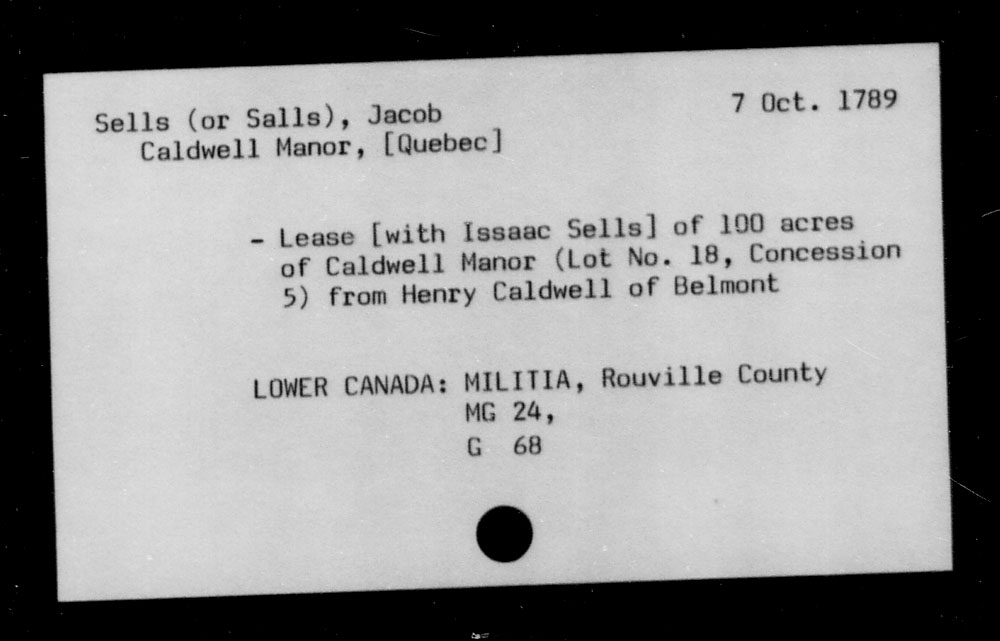 Sells (or Salls), Jacob 7 Oct. 1789
Caldwell Manor, [Quebec]
- Lease [with Issaac Sells] of 100 acres
of Caldwell Manor (Lot No. 18, Concession
5) from Henry Caldwell of Belmont
LOWER CANADA: MILITIA, Rouville County
MG 24,
G 68